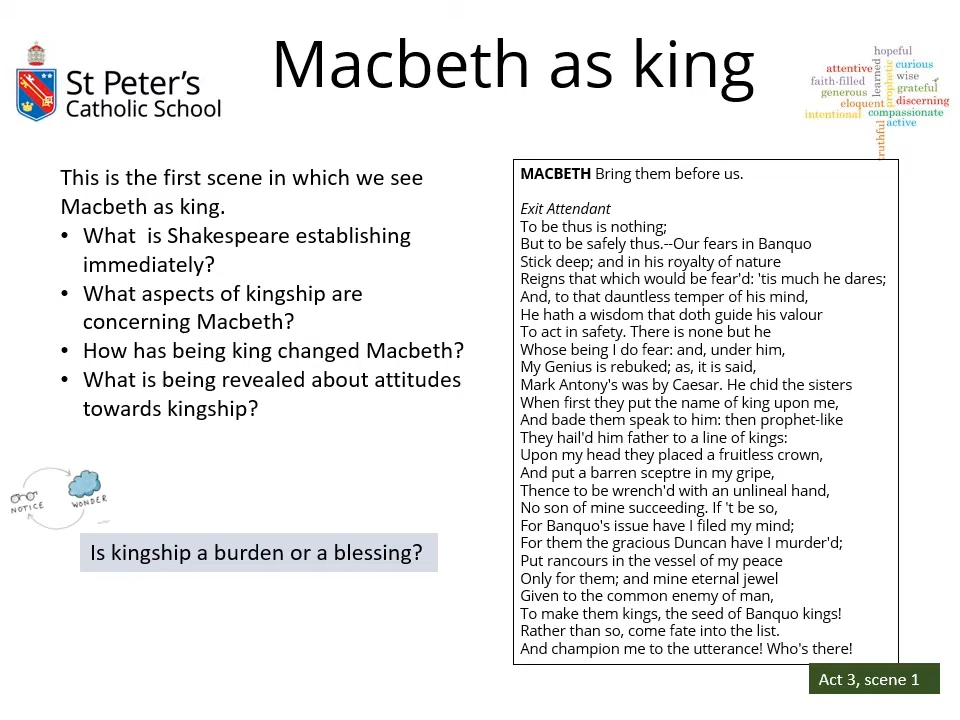 Macbeth as king
St Peter's
Catholic School
hopeful
attentive
curious
faith-filled
learned
prophetic
wise
generous
grateful
eloquent
discerning
intentional
compassionate
active
truthful
This is the first scene in which we see
Macbeth as king.
• What  is Shakespeare establishing
immediately?
• What aspects of kingship are
concerning Macbeth?
• How has being king changed Macbeth?
• What is being revealed about attitudes
towards kingship?
NOTICE
WONDER
Is kingship a burden or a blessing?
MACBETH Bring them before us.
Exit Attendant
To be thus is nothing;
But to be safely thus.--Our fears in Banquo
Stick deep; and in his royalty of nature
Reigns that which would be fear'd: 'tis much he dares;
And, to that dauntless temper of his mind,
He hath a wisdom that doth guide his valour
To act in safety. There is none but he
Whose being I do fear: and, under him,
My Genius is rebuked; as, it is said,
Mark Antony's was by Caesar. He chid the sisters
When first they put the name of king upon me,
And bade them speak to him: then prophet-like
They hail'd him father to a line of kings:
Upon my head they placed a fruitless crown,
And put a barren sceptre in my gripe,
Thence to be wrench'd with an unlineal hand,
No son of mine succeeding. If 't be so,
For Banquo's issue have I filed my mind;
For them the gracious Duncan have I murder'd;
Put rancours in the vessel of my peace
Only for them; and mine eternal jewel
Given to the common enemy of man,
To make them kings, the seed of Banquo kings!
Rather than so, come fate into the list.
And champion me to the utterance! Who's there!
Act 3, scene 1